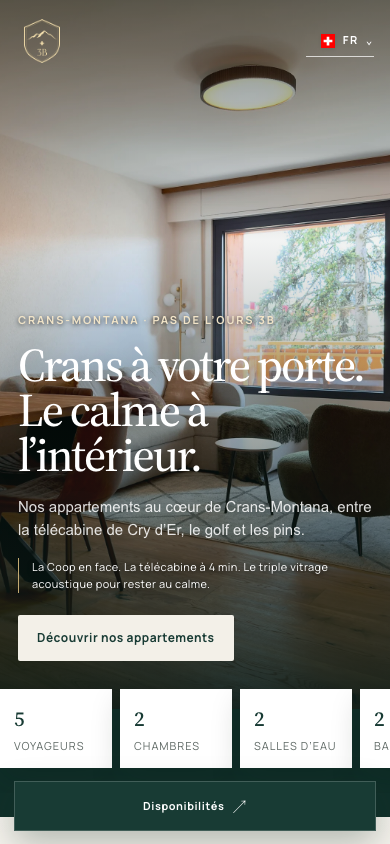 3B
FR
CRANS-MONTANA · PAS DE L'OURS 3B
Crans à votre porte.
Le calme à
l'intérieur.
Nos appartements au cœur de Crans-Montana, entre
la télécabine de Cry d'Er, le golf et les pins.
La Coop en face. La télécabine à 4 min. Le triple vitrage
acoustique pour rester au calme.
Découvrir nos appartements
5
VOYAGEURS
2
CHAMBRES
2
SALLES D'EAU
2
BA
Disponibilités